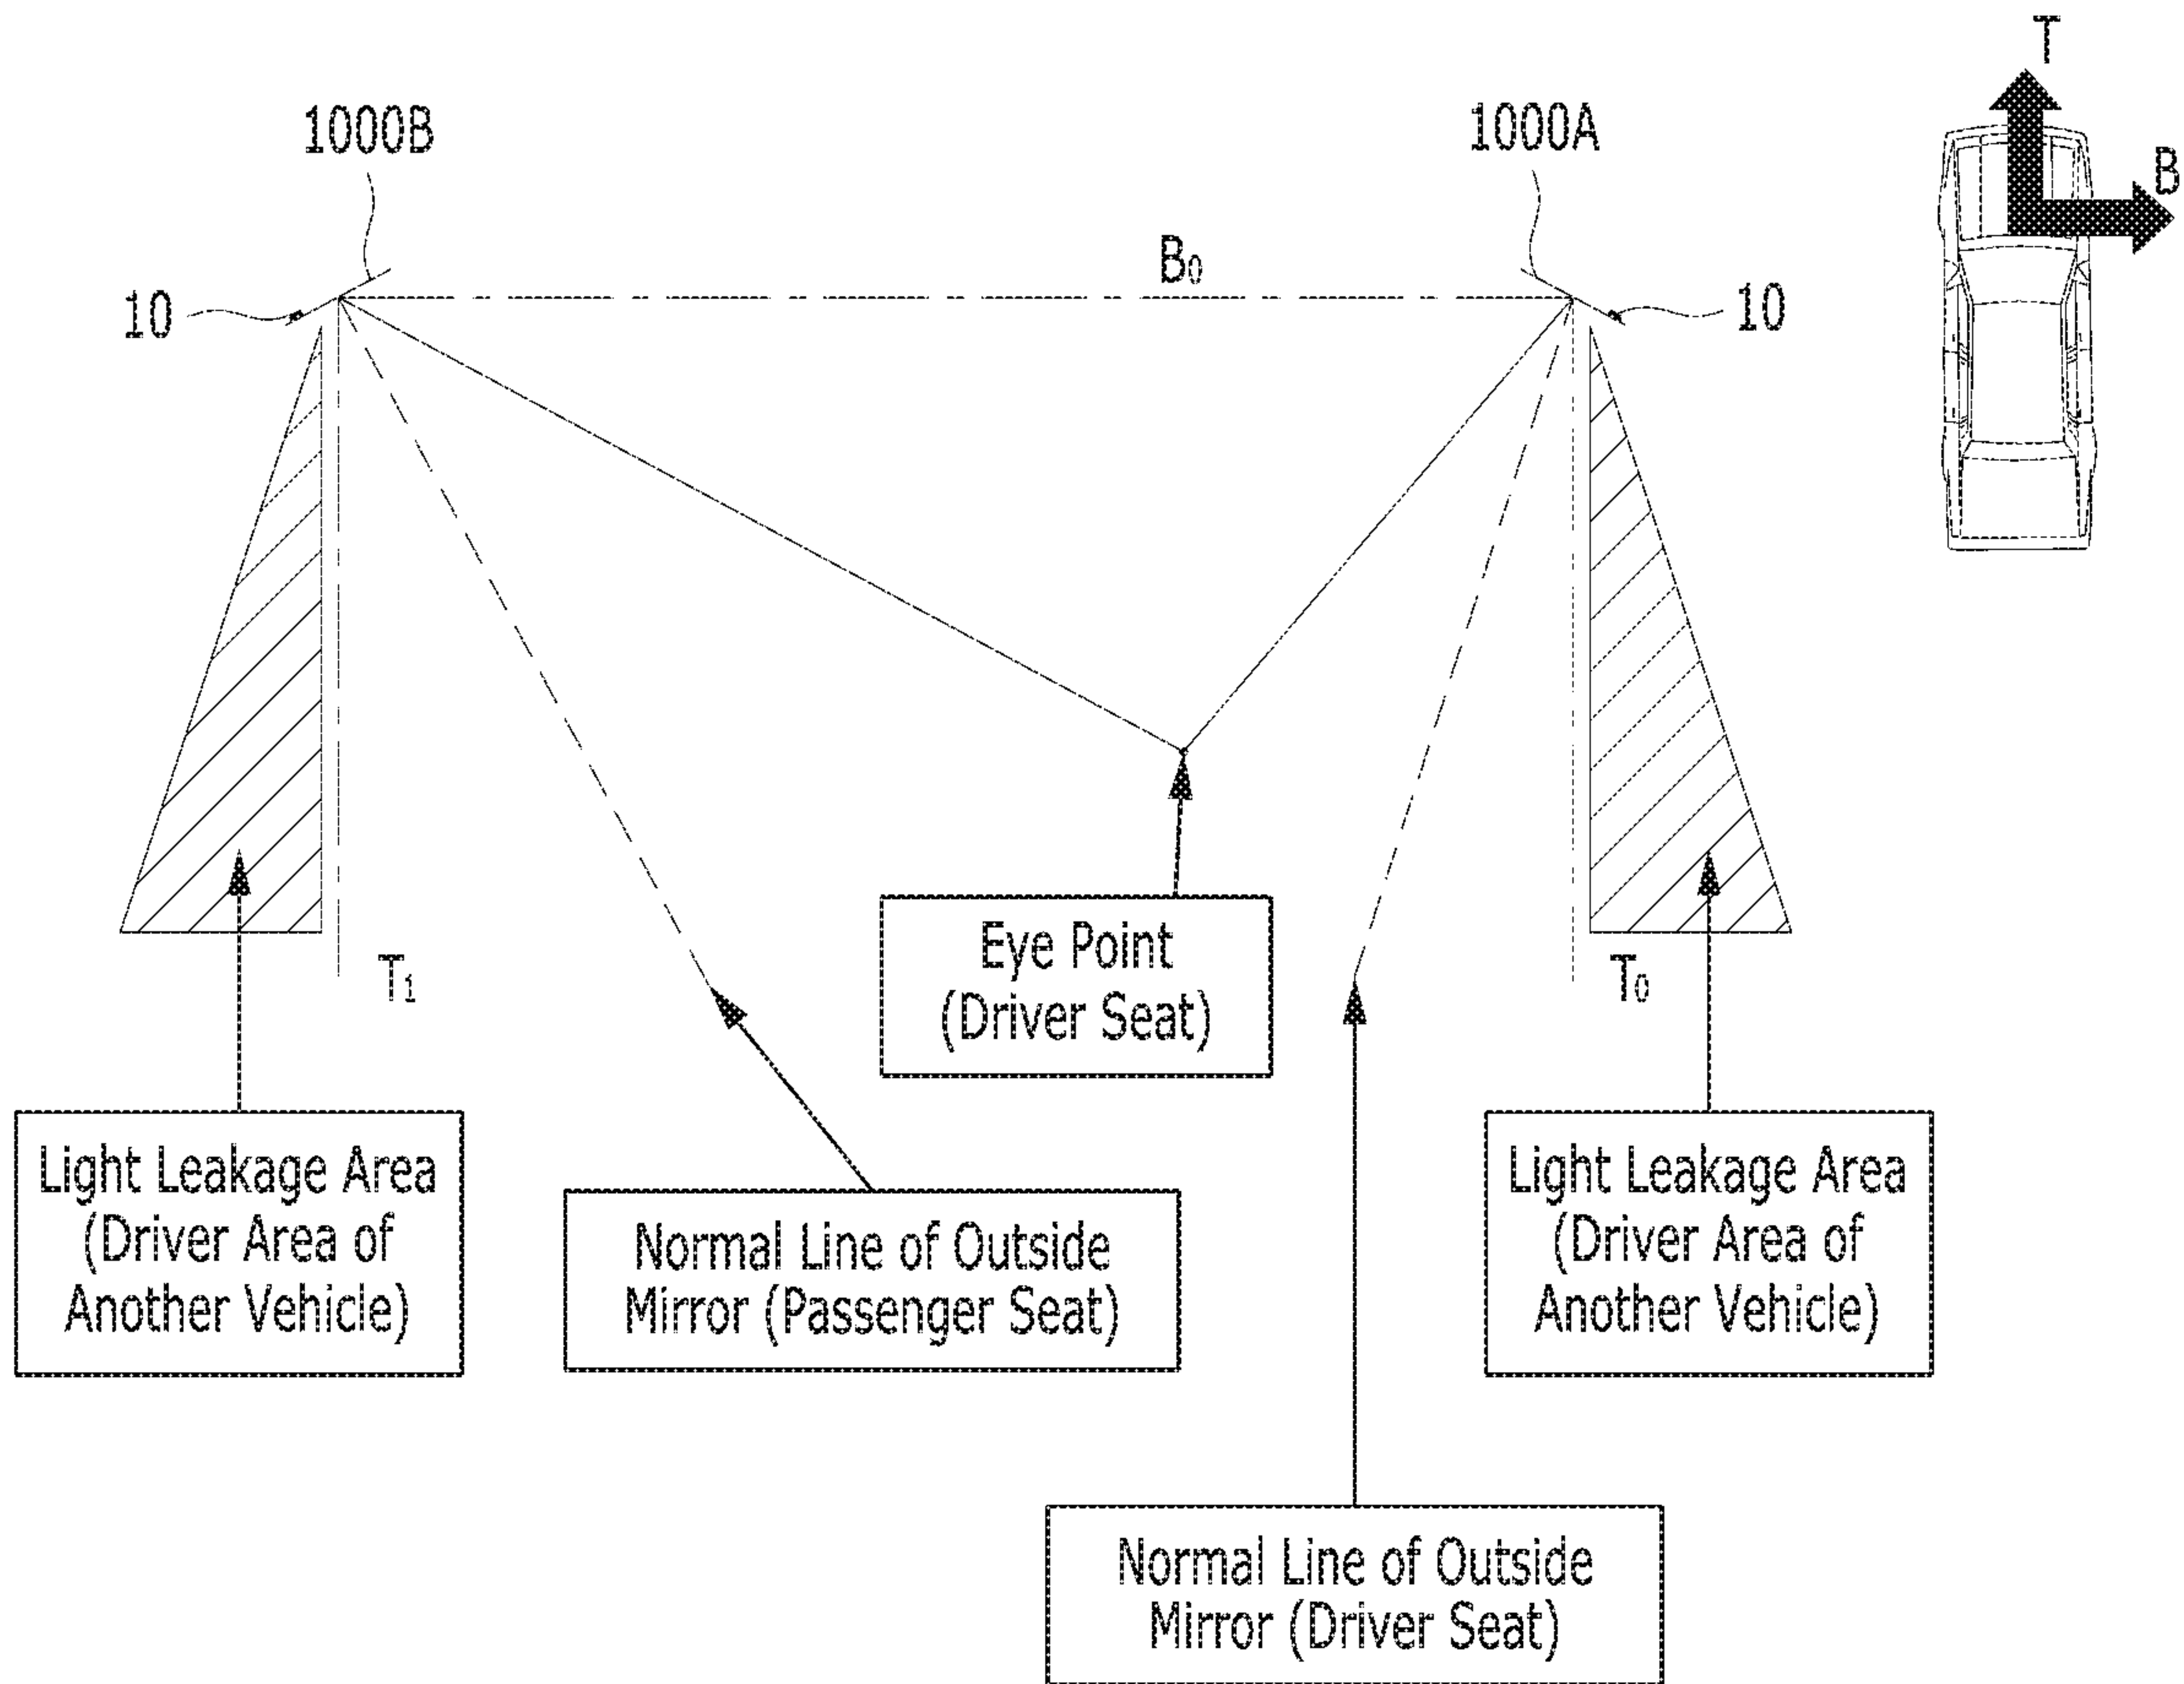 T
1000B
1000A
B
B₀
10
10
T₁
T₀
Eye Point
(Driver Seat)
Light Leakage Area
(Driver Area of
Another Vehicle)
Normal Line of Outside
Mirror (Passenger Seat)
Light Leakage Area
(Driver Area of
Another Vehicle)
Normal Line of Outside
Mirror (Driver Seat)